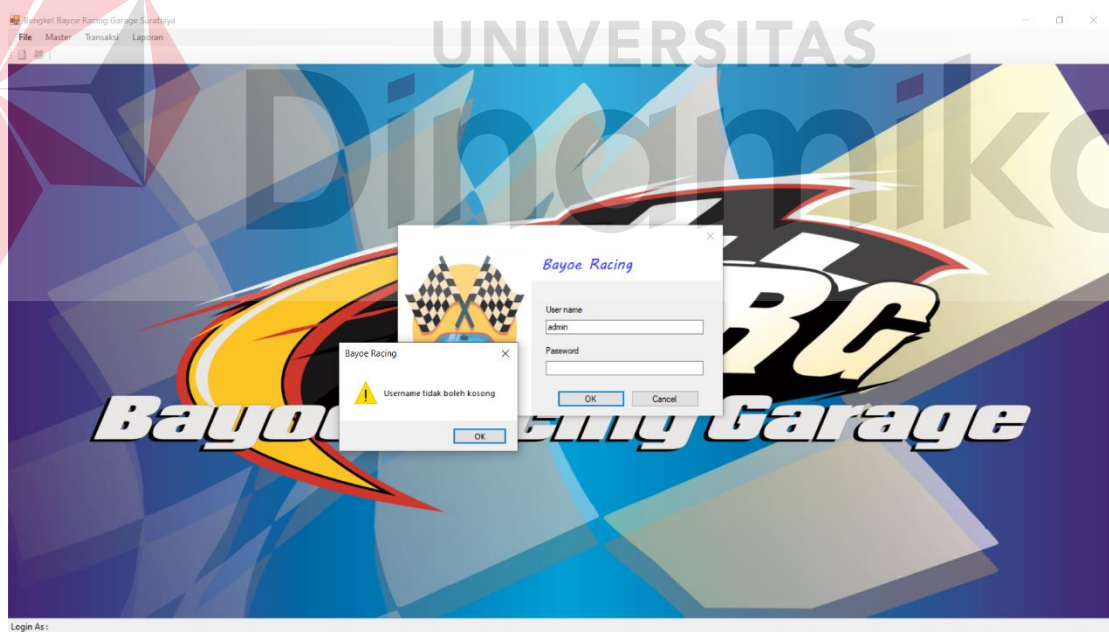 Bengkel Bayoe Racing Garage Surabaya
File Master Transaksi Laporan
UNIVERSITAS
Dinamika
Bayoe Racing
User name
admin
Password
OK Cancel
Bayoe Racing
Username tidak boleh kosong
OK
RG
Bayoe Racing Garage
Login As :